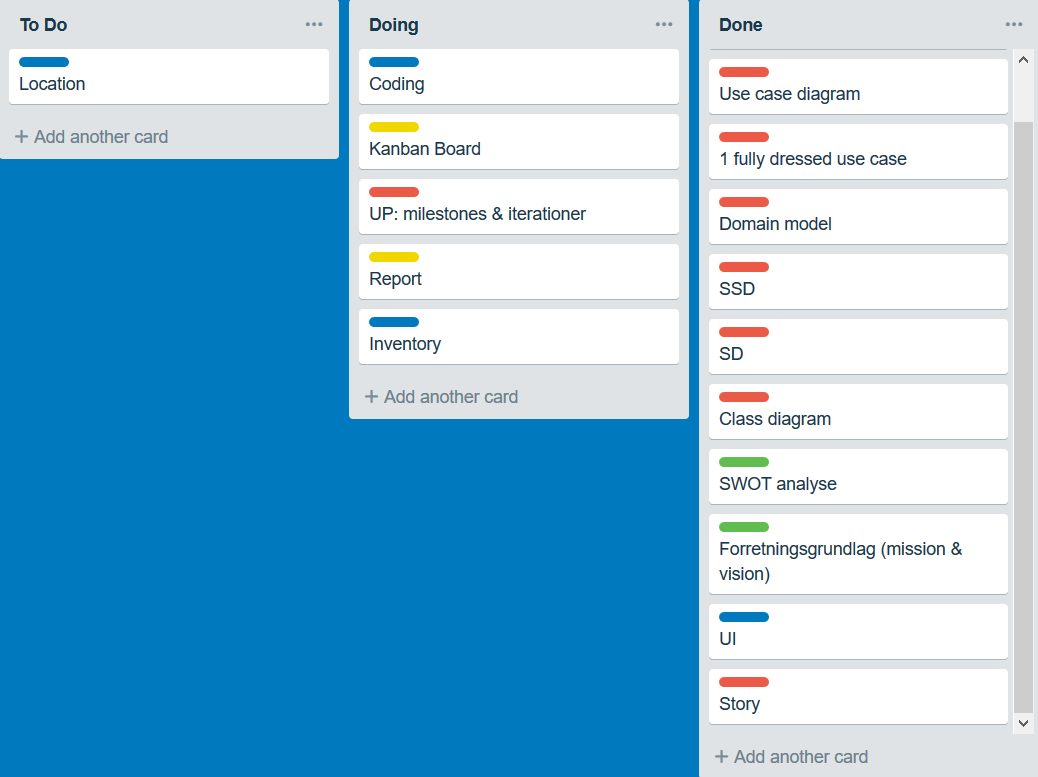 To Do
Location
+ Add another card
Doing
Coding
Kanban Board
UP: milestones & iterationer
Report
Inventory
+ Add another card
Done
Use case diagram
1 fully dressed use case
Domain model
SSD
SD
Class diagram
SWOT analyse
Forretningsgrundlag (mission &
vision)
UI
Story
+ Add another card